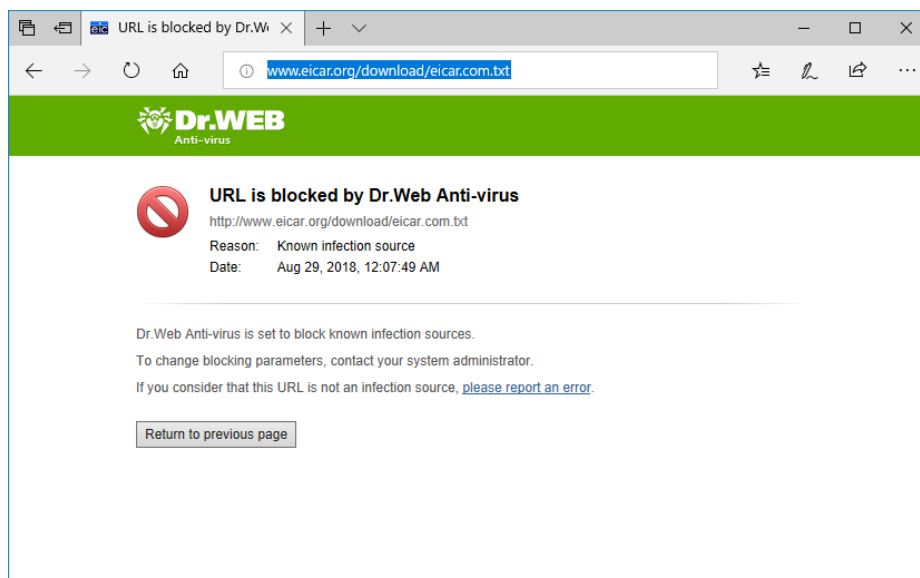 eic URL is blocked by Dr.W
www.eicar.org/download/eicar.com.txt
Dr.WEB
Anti-virus
URL is blocked by Dr.Web Anti-virus
http://www.eicar.org/download/eicar.com.txt
Reason: Known infection source
Date: Aug 29, 2018, 12:07:49 AM
Dr.Web Anti-virus is set to block known infection sources.
To change blocking parameters, contact your system administrator.
If you consider that this URL is not an infection source, please report an error.
Return to previous page